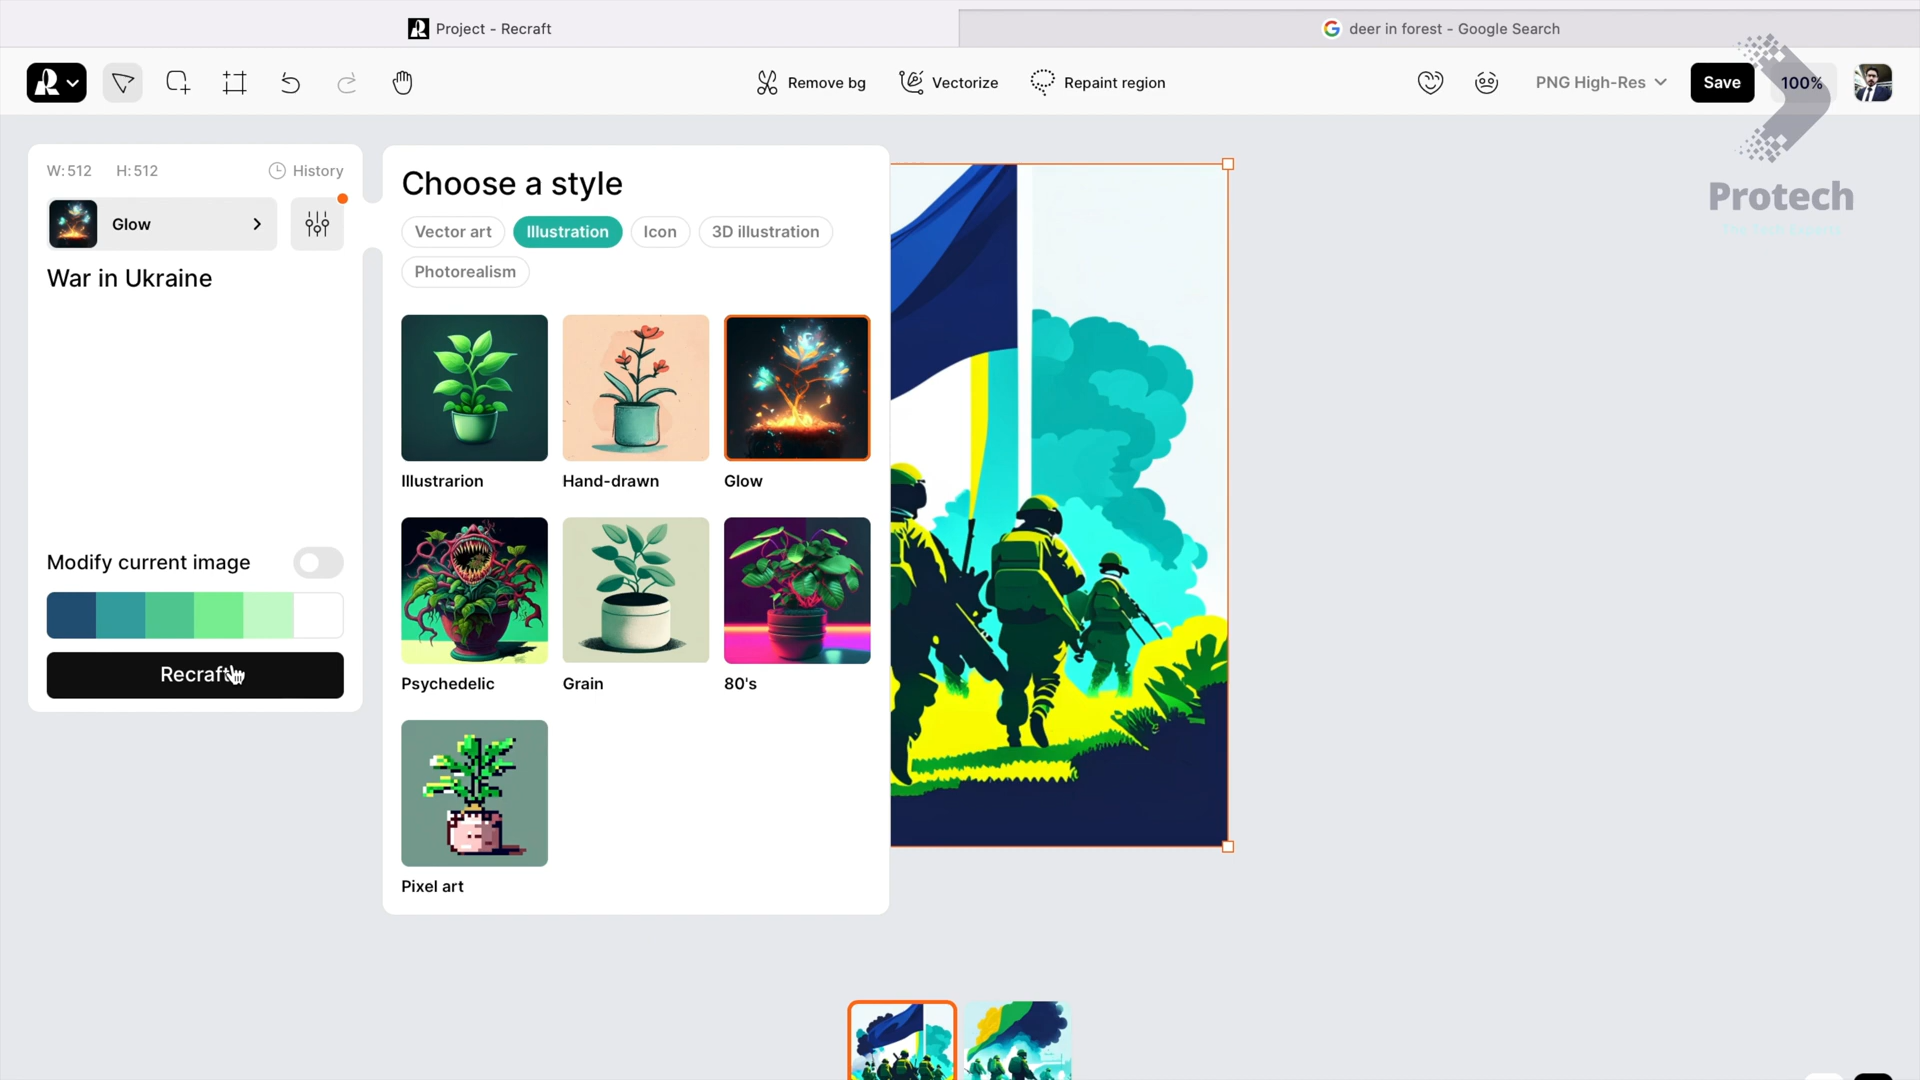 Project - Recraft
deer in forest - Google Search
Remove bg
Vectorize
Repaint region
PNG High-Res
Save
100%
Protech
W: 512 H: 512 History
Glow
War in Ukraine
Modify current image
Recraft
Choose a style
Vector art Illustration Icon 3D illustration
Photorealism
Illustrarion Hand-drawn Glow
Psychedelic Grain 80's
Pixel art